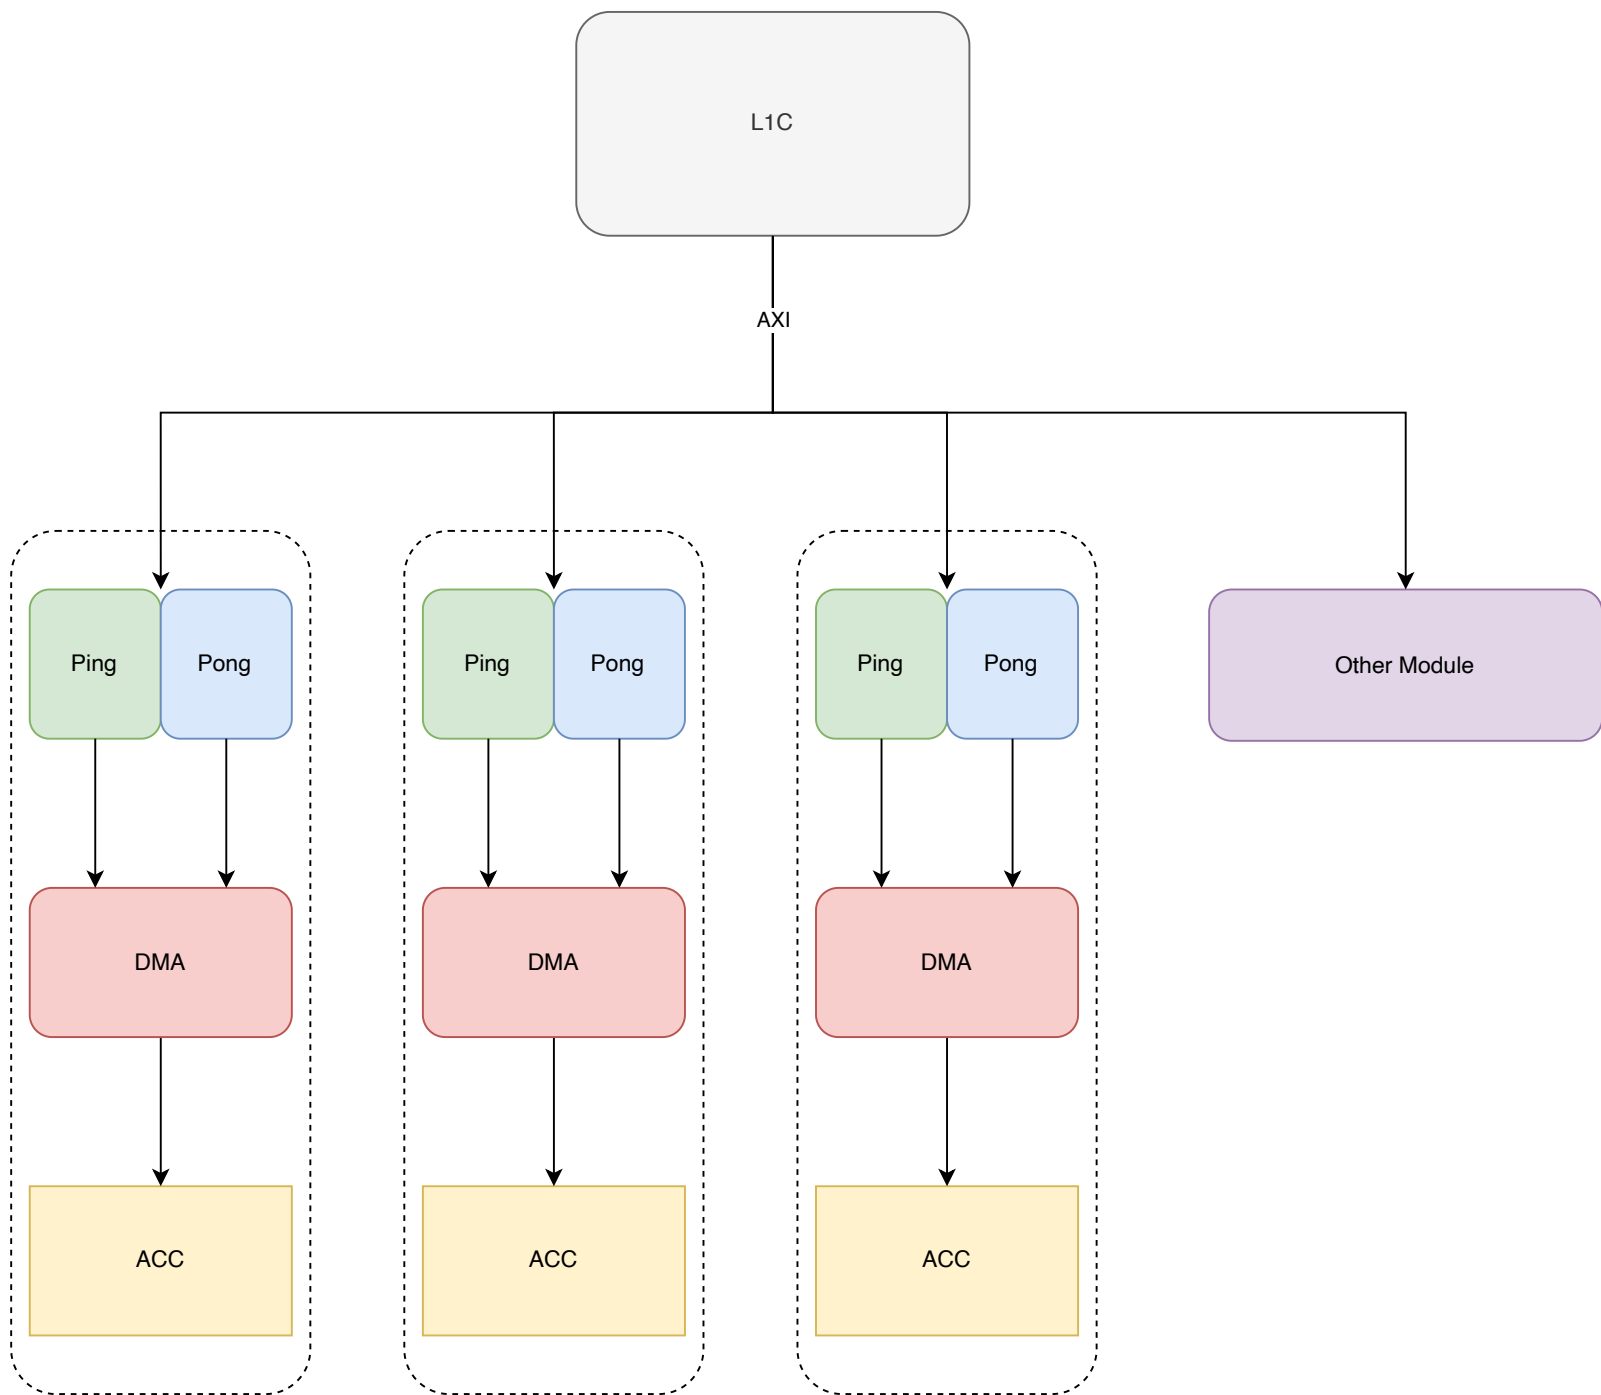 L1C
AXI
Ping
Pong
Ping
Pong
Ping
Pong
Other Module
DMA
DMA
DMA
ACC
ACC
ACC